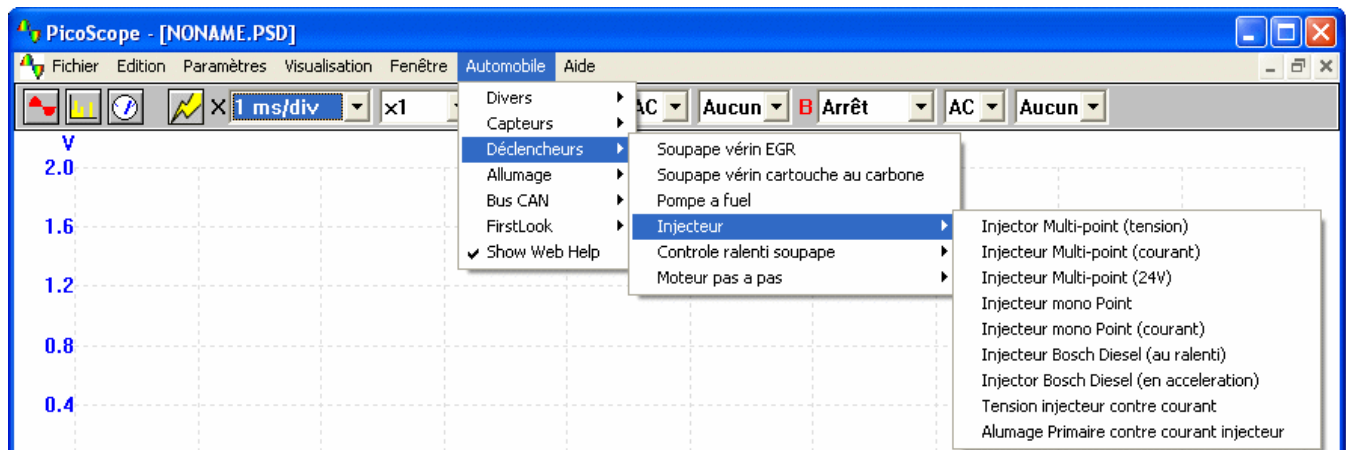 PicoScope - [NONAME.PSD]
Fichier Edition Paramètres Visualisation Fenêtre Automobile Aide
X 1 ms/div x1 AC Aucun B Arrêt AC Aucun
V
2.0
1.6
1.2
0.8
0.4
Divers
Capteurs
Déclencheurs
Allumage
Bus CAN
FirstLook
Show Web Help
Soupape vérin EGR
Soupape vérin cartouche au carbone
Pompe a fuel
Injecteur
Controle ralenti soupape
Moteur pas a pas
Injector Multi-point (tension)
Injecteur Multi-point (courant)
Injecteur Multi-point (24V)
Injecteur mono Point
Injecteur mono Point (courant)
Injecteur Bosch Diesel (au ralenti)
Injector Bosch Diesel (en acceleration)
Tension injecteur contre courant
Alumage Primaire contre courant injecteur